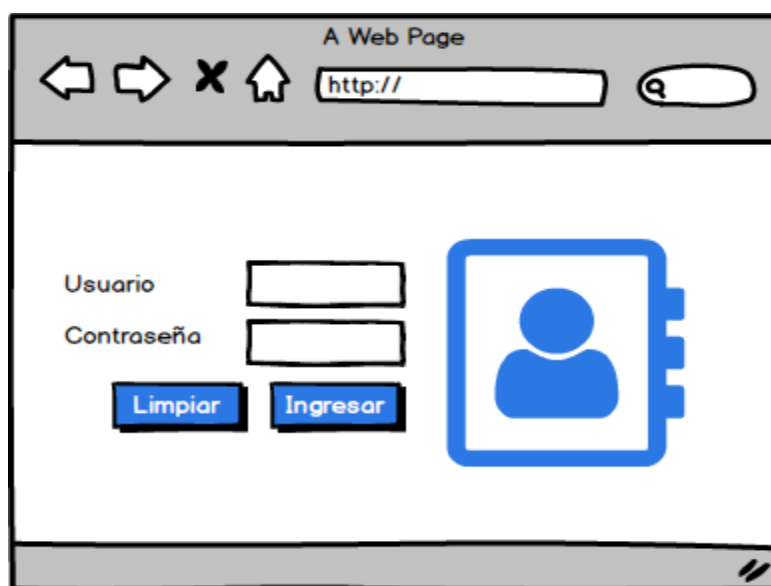 A Web Page
http://
Usuario
Contraseña
Limpiar Ingresar